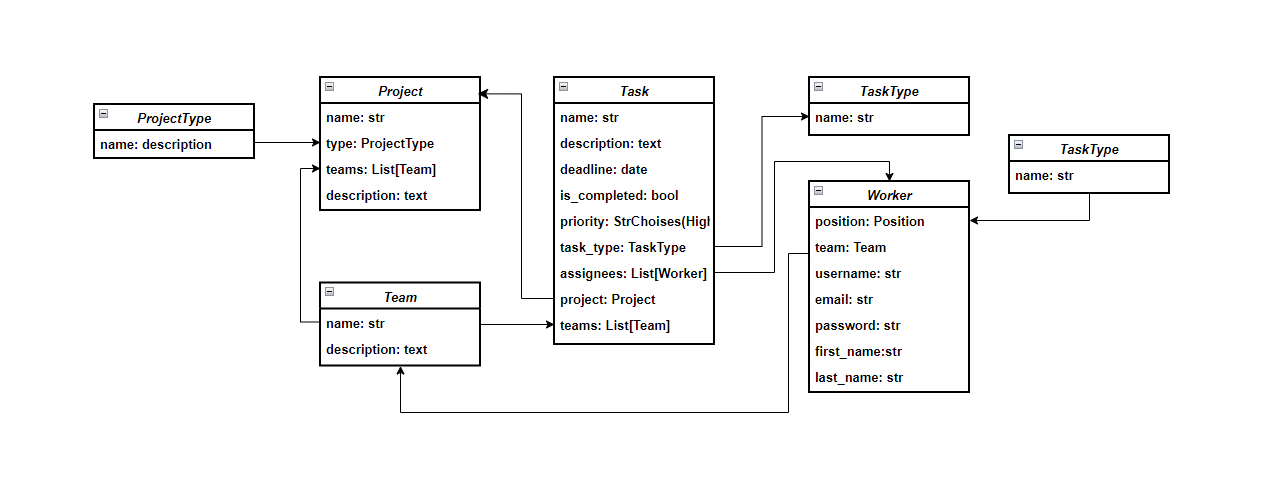 ProjectType
name: description
Project
name: str
type: ProjectType
teams: List[Team]
description: text
Team
name: str
description: text
Task
name: str
description: text
deadline: date
is_completed: bool
priority: StrChoises(High
task_type: TaskType
assignees: List[Worker]
project: Project
teams: List[Team]
TaskType
name: str
Worker
position: Position
team: Team
username: str
email: str
password: str
first_name:str
last_name: str
TaskType
name: str